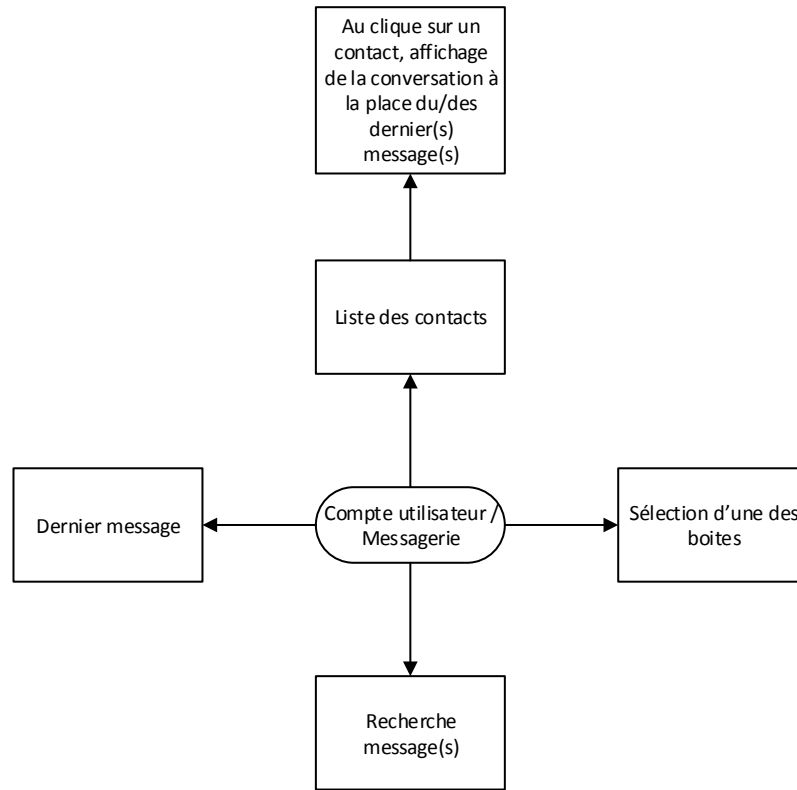 Au clique sur un
contact, affichage
de la conversation à
la place du/des
dernier(s)
message(s)
Liste des contacts
Dernier message
Compte utilisateur /
Messagerie
Sélection d’une des
boites
Recherche
message(s)